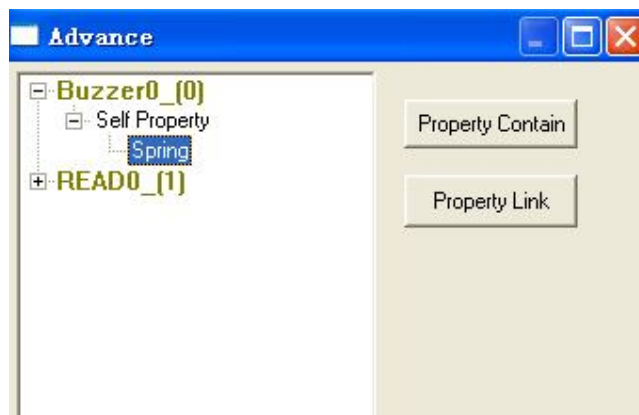 Advance
Buzzer0_(0)
Self Property
Spring
READ0_(1)
Property Contain
Property Link